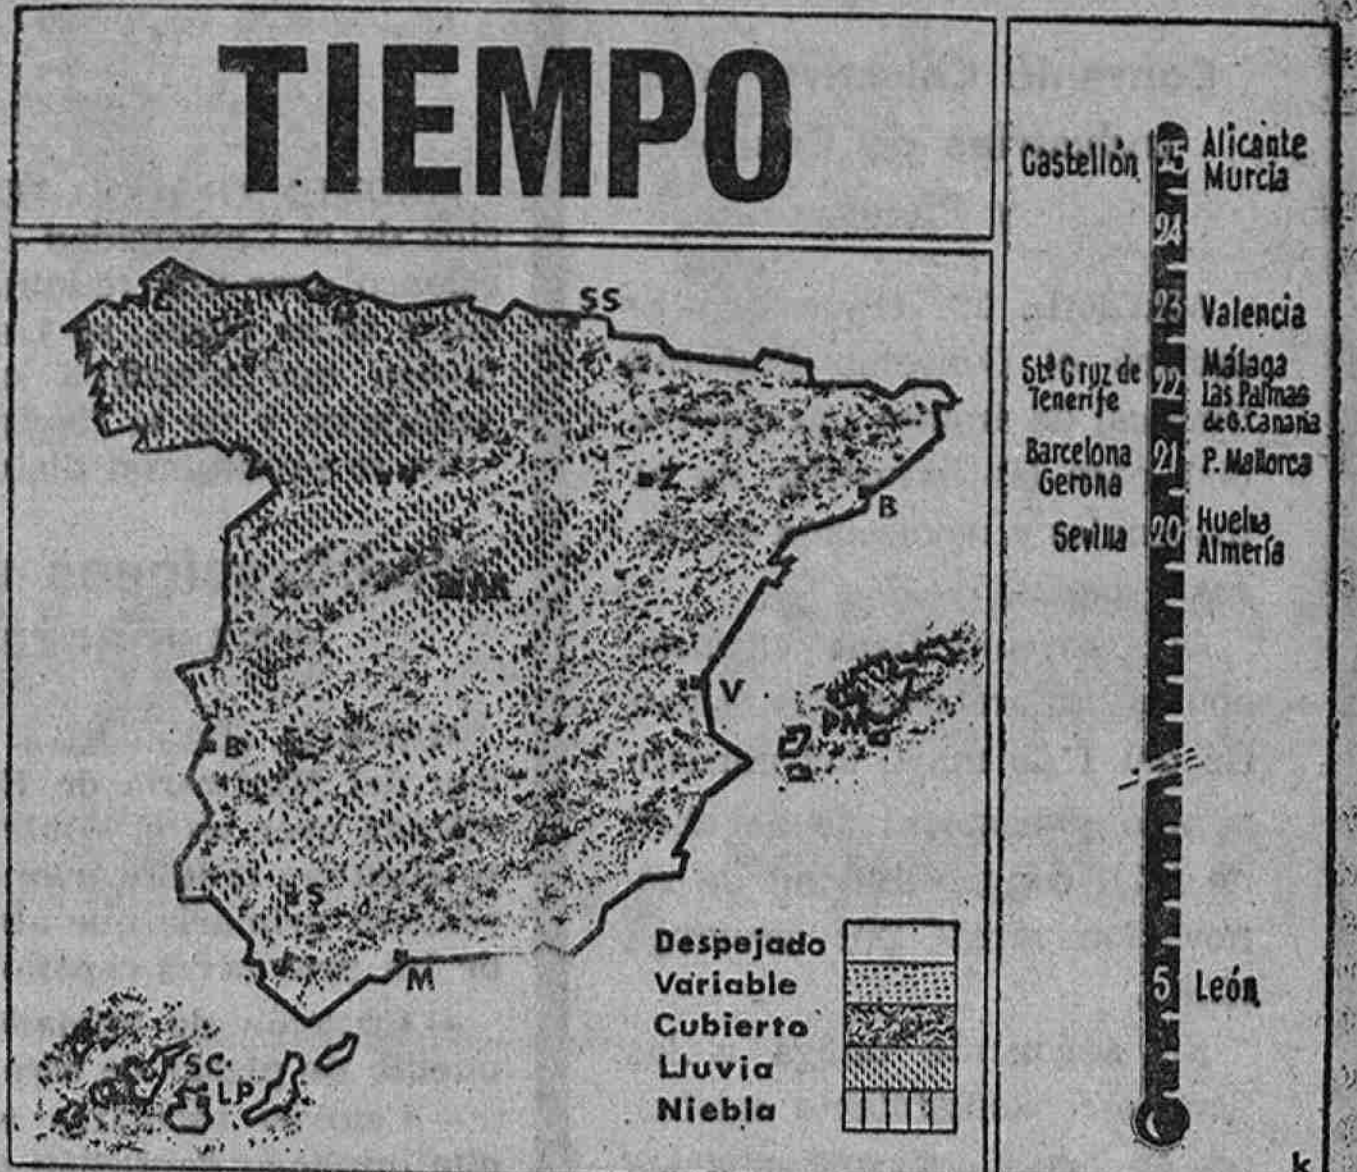 TIEMPO
SS
Z
B
V
PM
B
S
M
SC
LP
Despejado
Variable
Cubierto
Lluvia
Niebla
Castellón 25 Alicante
Murcia
24
23 Valencia
Stª Cruz de
Tenerife 22 Málaga
Las Palmas
de G. Canaria
Barcelona
Gerona 21 P. Mallorca
Sevilla 20 Huelva
Almería
5 León
k